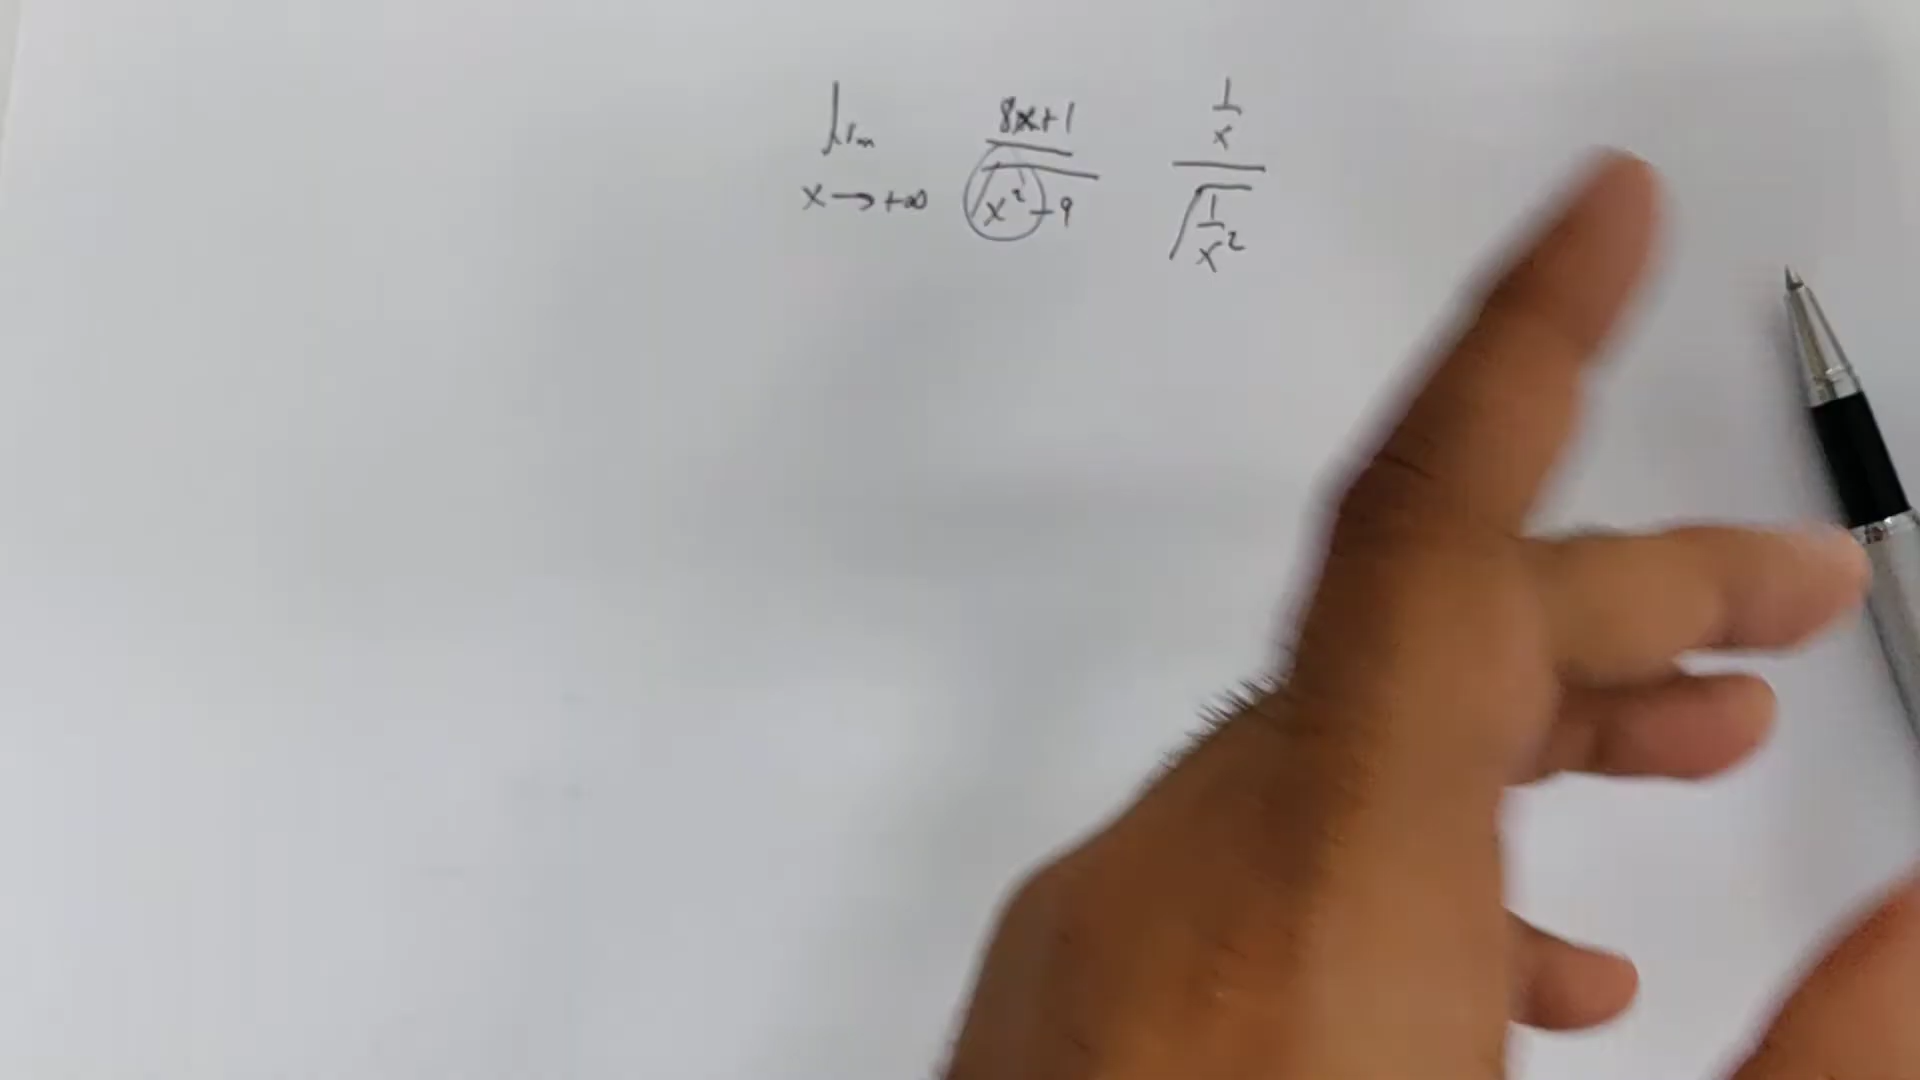 lim 8x+1 1/x
x→+∞ √x²-9 √1/x²